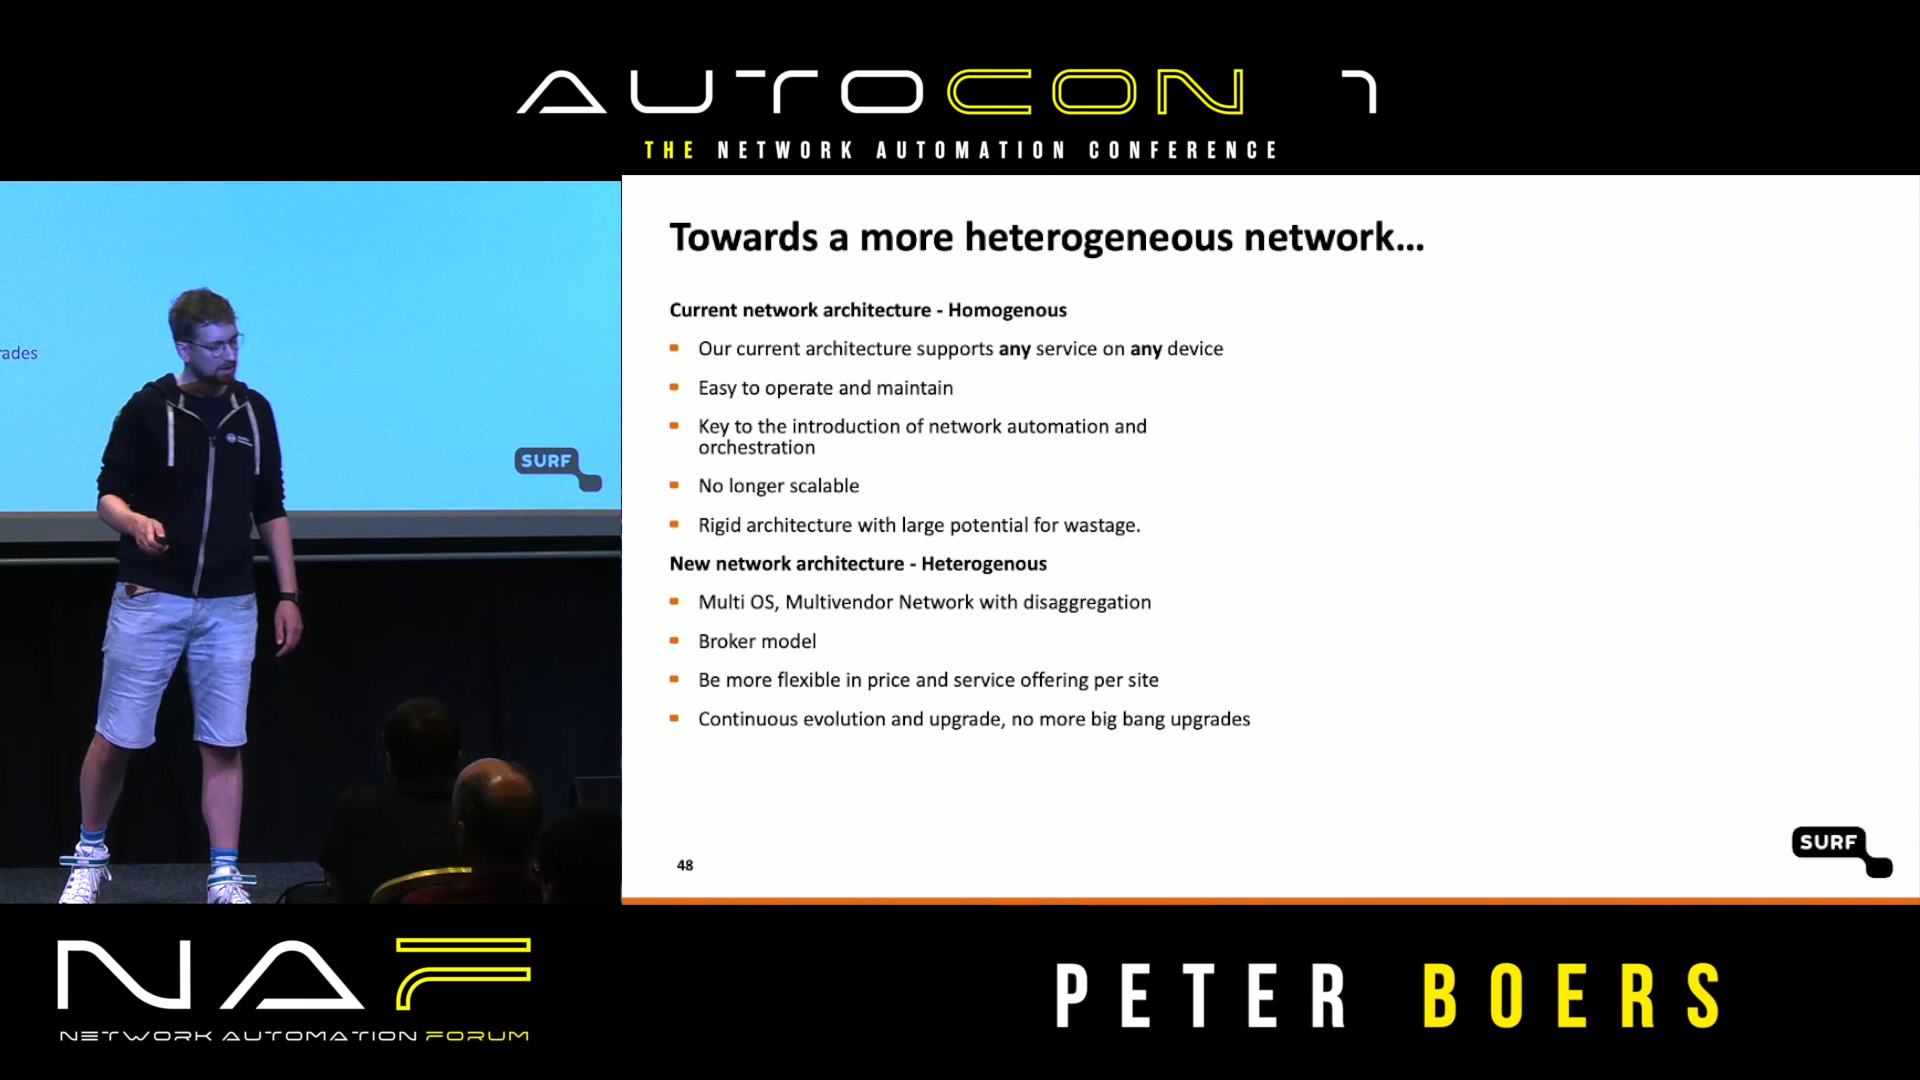 AUTOCON 1
THE NETWORK AUTOMATION CONFERENCE
rades
SURF
Towards a more heterogeneous network...
Current network architecture - Homogenous
Our current architecture supports any service on any device
Easy to operate and maintain
Key to the introduction of network automation and
orchestration
No longer scalable
Rigid architecture with large potential for wastage.
New network architecture - Heterogenous
Multi OS, Multivendor Network with disaggregation
Broker model
Be more flexible in price and service offering per site
Continuous evolution and upgrade, no more big bang upgrades
48
SURF
NAF
NETWORK AUTOMATION FORUM
PETER BOERS